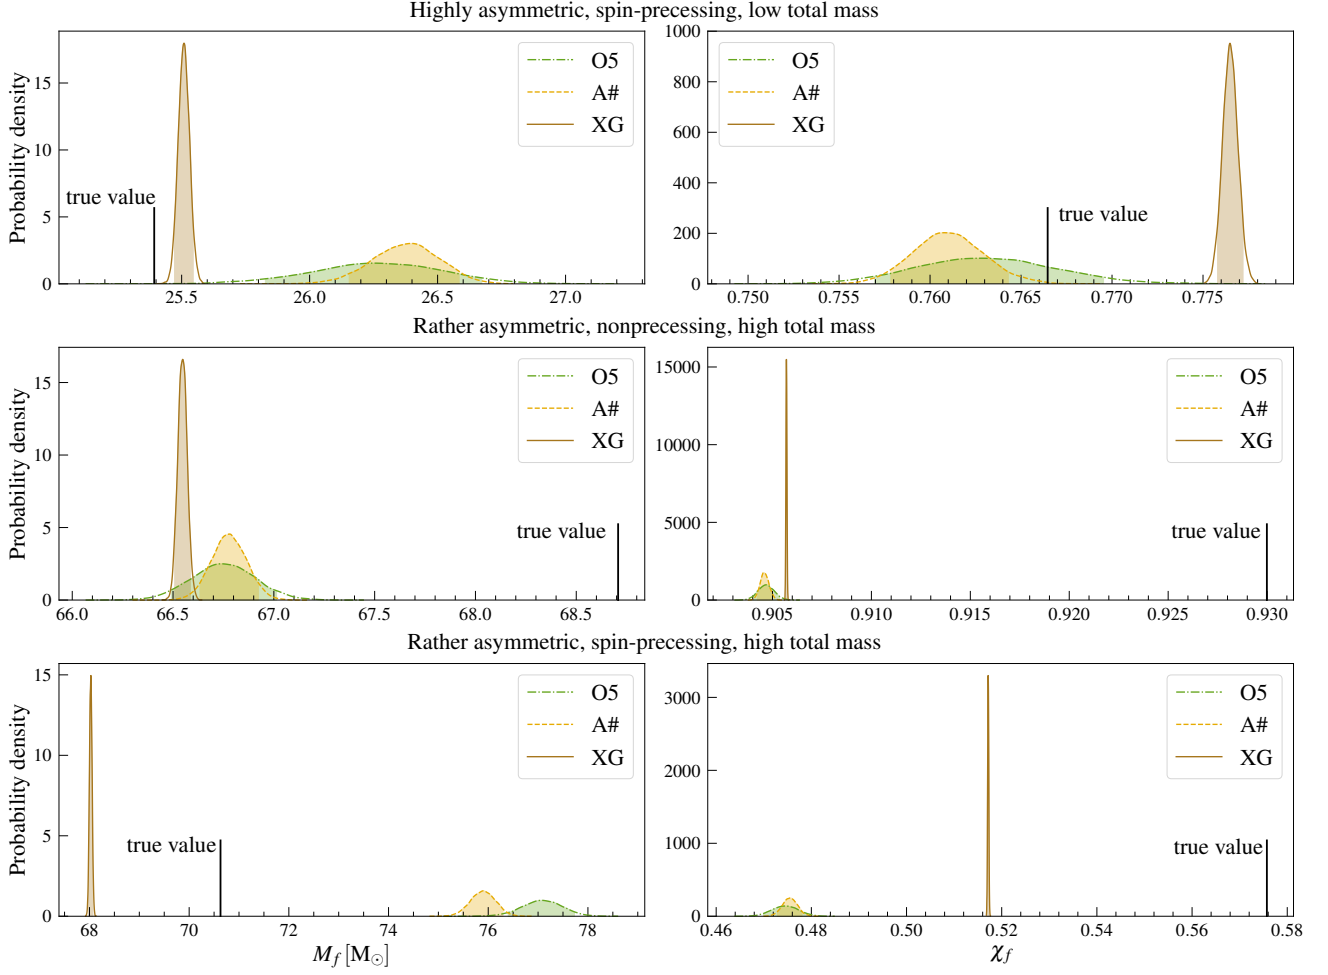 Highly asymmetric, spin-precessing, low total mass
Probability density
15
10
5
0
true value
O5
A#
XG
25.5
26.0
26.5
27.0
1000
800
600
400
200
0
O5
A#
XG
true value
0.750
0.755
0.760
0.765
0.770
0.775
Rather asymmetric, nonprecessing, high total mass
Probability density
15
10
5
0
O5
A#
XG
true value
66.0
66.5
67.0
67.5
68.0
68.5
15000
10000
5000
0
O5
A#
XG
true value
0.905
0.910
0.915
0.920
0.925
0.930
Rather asymmetric, spin-precessing, high total mass
Probability density
15
10
5
0
true value
O5
A#
XG
68
70
72
74
76
78
M_f [M_⊙]
3000
2000
1000
0
O5
A#
XG
true value
0.46
0.48
0.50
0.52
0.54
0.56
0.58
χ_f